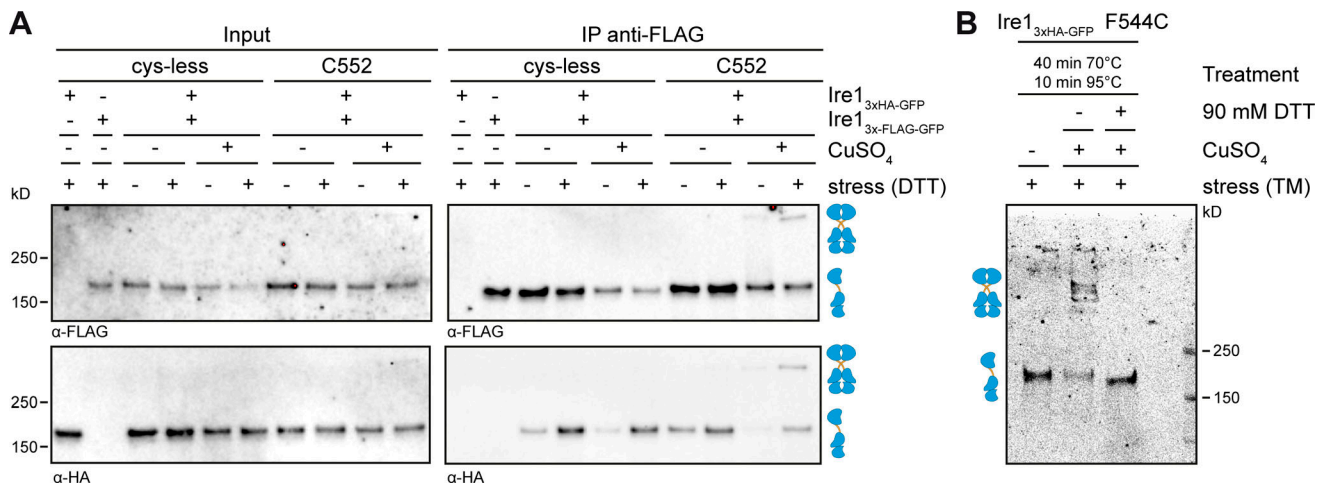 A
Input
IP anti-FLAG
cys-less C552 cys-less C552
+ - + + + - + + Ire1 3xHA-GFP
- + + + - + + + Ire1 3x-FLAG-GFP
- - - + - + - - - + - + CuSO4
+ + - + - + - + - + + + - + - + - + - + stress (DTT)
kD
250
150
α-FLAG
α-FLAG
250
150
α-HA
α-HA
B
Ire1 3xHA-GFP F544C
40 min 70°C
10 min 95°C
Treatment
- + 90 mM DTT
- + + CuSO4
+ + + stress (TM)
kD
250
150